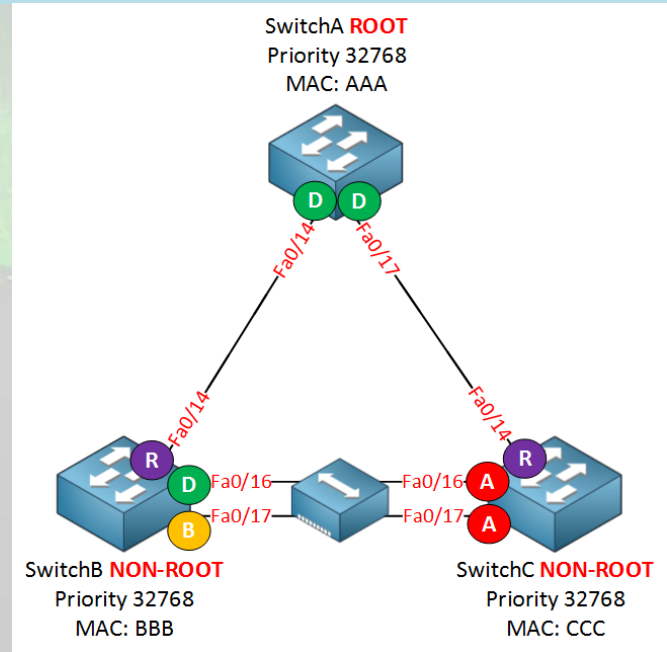 SwitchA ROOT
Priority 32768
MAC: AAA
D D
Fa0/14 Fa0/17
Fa0/14 Fa0/14
R R
D Fa0/16 Fa0/16 A
B Fa0/17 Fa0/17 A
SwitchB NON-ROOT
Priority 32768
MAC: BBB
SwitchC NON-ROOT
Priority 32768
MAC: CCC